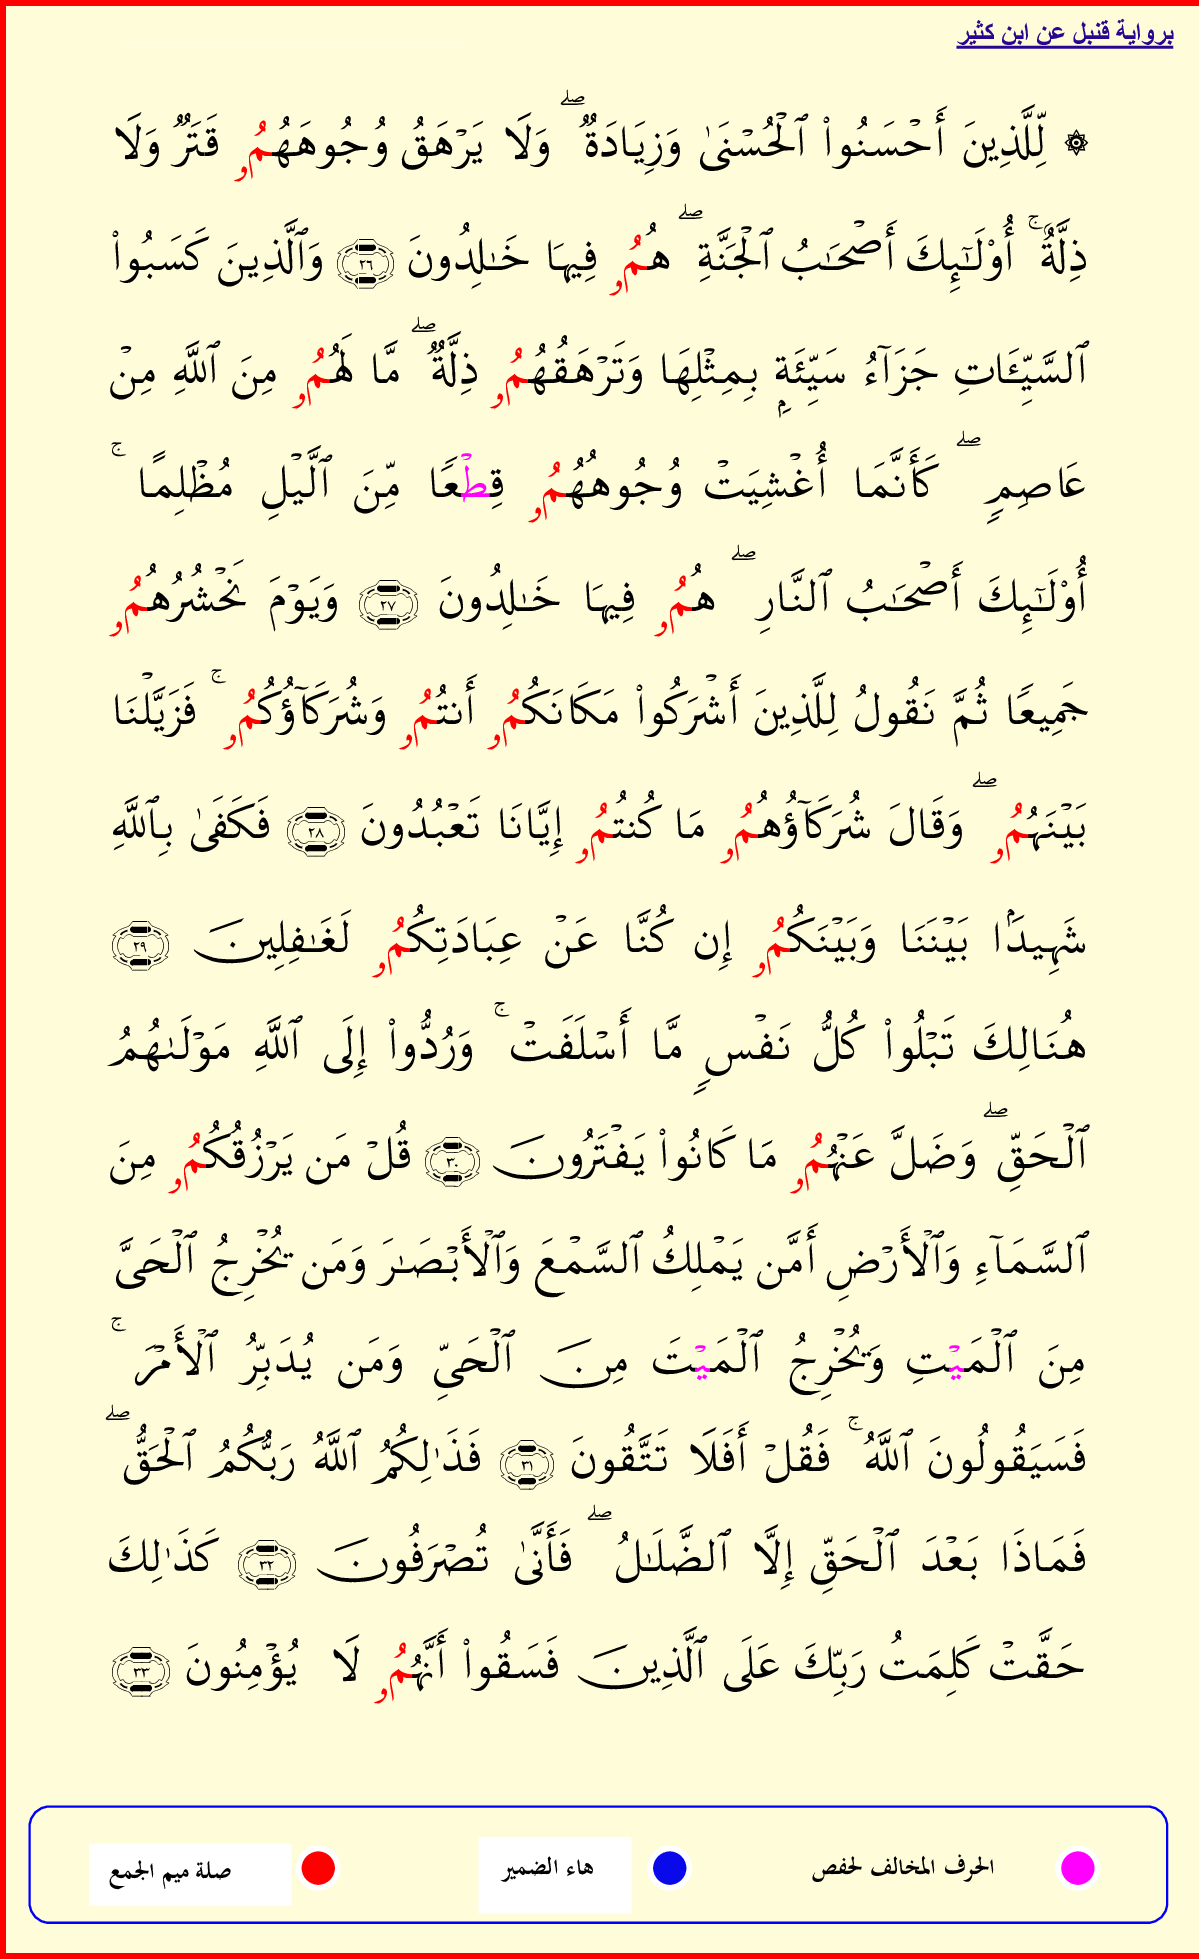 برواية قنبل عن ابن كثير
۞ لِّلَّذِينَ أَحْسَنُواْ ٱلْحُسْنَىٰ وَزِيَادَةٌۖ وَلَا يَرْهَقُ وُجُوهَهُمُۥ قَتَرٌ وَلَا
ذِلَّةٌۚ أُوْلَـٰٓئِكَ أَصْحَـٰبُ ٱلْجَنَّةِۖ هُمُۥ فِيهَا خَـٰلِدُونَ ٢٦ وَٱلَّذِينَ كَسَبُواْ
ٱلسَّيِّـَٔاتِ جَزَآءُ سَيِّئَةِۭ بِمِثْلِهَا وَتَرْهَقُهُمُۥ ذِلَّةٌۖ مَّا لَهُمُۥ مِنَ ٱللَّهِ مِنْ
عَاصِمٍۖ كَأَنَّمَا أُغْشِيَتْ وُجُوهُهُمُۥ قِطْعًا مِّنَ ٱلَّيْلِ مُظْلِمًاۚ
أُوْلَـٰٓئِكَ أَصْحَـٰبُ ٱلنَّارِۖ هُمُۥ فِيهَا خَـٰلِدُونَ ٢٧ وَيَوْمَ نَحْشُرُهُمُۥ
جَمِيعًا ثُمَّ نَقُولُ لِلَّذِينَ أَشْرَكُواْ مَكَانَكُمُۥ أَنتُمُۥ وَشُرَكَآؤُكُمُۥۚ فَزَيَّلْنَا
بَيْنَهُمُۥۖ وَقَالَ شُرَكَآؤُهُمُۥ مَا كُنتُمُۥ إِيَّانَا تَعْبُدُونَ ٢٨ فَكَفَىٰ بِٱللَّهِ
شَهِيدَۢا بَيْنَنَا وَبَيْنَكُمُۥ إِن كُنَّا عَنْ عِبَادَتِكُمُۥ لَغَـٰفِلِينَ ٢٩
هُنَالِكَ تَبْلُواْ كُلُّ نَفْسٍ مَّا أَسْلَفَتْۚ وَرُدُّواْ إِلَى ٱللَّهِ مَوْلَىٰهُمُ
ٱلْحَقِّۖ وَضَلَّ عَنْهُمُۥ مَا كَانُواْ يَفْتَرُونَ ٣٠ قُلْ مَن يَرْزُقُكُمُۥ مِنَ
ٱلسَّمَآءِ وَٱلْأَرْضِ أَمَّن يَمْلِكُ ٱلسَّمْعَ وَٱلْأَبْصَـٰرَ وَمَن يُخْرِجُ ٱلْحَىَّ
مِنَ ٱلْمَيْتِ وَيُخْرِجُ ٱلْمَيْتَ مِنَ ٱلْحَىِّ وَمَن يُدَبِّرُ ٱلْأَمْرَۚ
فَسَيَقُولُونَ ٱللَّهُۚ فَقُلْ أَفَلَا تَتَّقُونَ ٣١ فَذَٰلِكُمُ ٱللَّهُ رَبُّكُمُ ٱلْحَقُّۖ
فَمَاذَا بَعْدَ ٱلْحَقِّ إِلَّا ٱلضَّلَـٰلُۖ فَأَنَّىٰ تُصْرَفُونَ ٣٢ كَذَٰلِكَ
حَقَّتْ كَلِمَتُ رَبِّكَ عَلَى ٱلَّذِينَ فَسَقُواْ أَنَّهُمُۥ لَا يُؤْمِنُونَ ٣٣
الحرف المخالف لحفص هاء الضمير صلة ميم الجمع